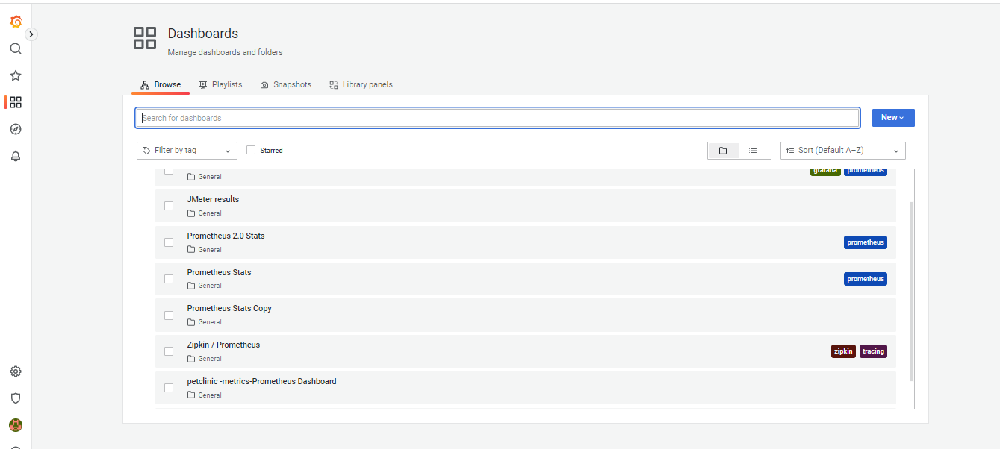 Dashboards
Manage dashboards and folders
Browse Playlists Snapshots Library panels
Search for dashboards New
Filter by tag Starred Sort (Default A–Z)
General grafana prometheus
JMeter results
General
Prometheus 2.0 Stats
General prometheus
Prometheus Stats
General prometheus
Prometheus Stats Copy
General
Zipkin / Prometheus
General zipkin tracing
petclinic -metrics-Prometheus Dashboard
General